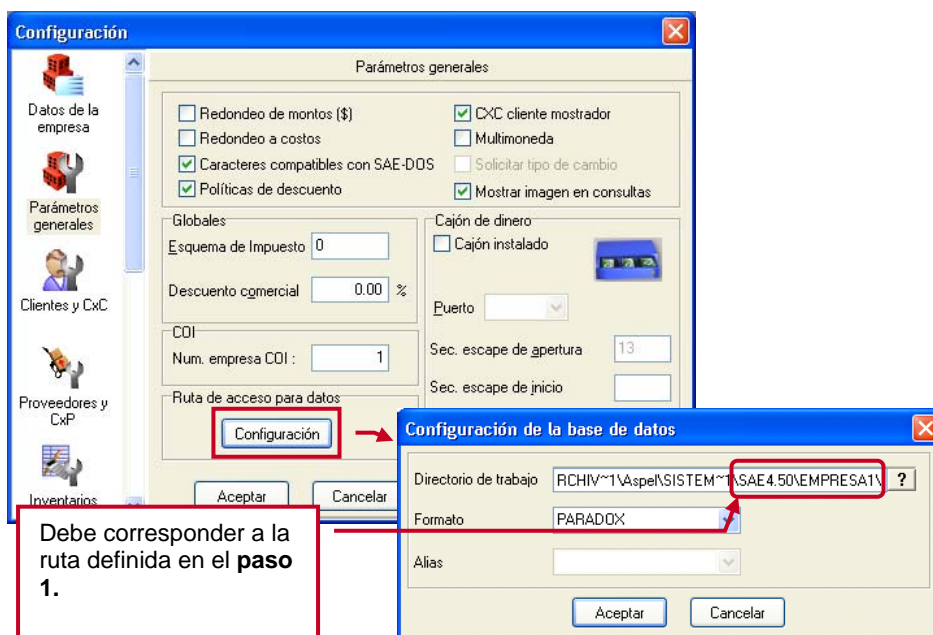 Configuración
Datos de la
empresa
Parámetros
generales
Clientes y CxC
Proveedores y
CxP
Inventarios
Parámetros generales
Redondeo de montos ($)
Redondeo a costos
Caracteres compatibles con SAE-DOS
Políticas de descuento
CXC cliente mostrador
Multimoneda
Solicitar tipo de cambio
Mostrar imagen en consultas
Globales
Esquema de Impuesto 0
Descuento comercial 0.00 %
COI
Num. empresa COI : 1
Ruta de acceso para datos
Configuración
Cajón de dinero
Cajón instalado
Puerto
Sec. escape de apertura 13
Sec. escape de inicio
Aceptar Cancelar
Configuración de la base de datos
Directorio de trabajo RCHIV~1\Aspel\SISTEM~1\SAE4.50\EMPRESA1\ ?
Formato PARADOX
Alias
Aceptar Cancelar
Debe corresponder a la
ruta definida en el paso
1.